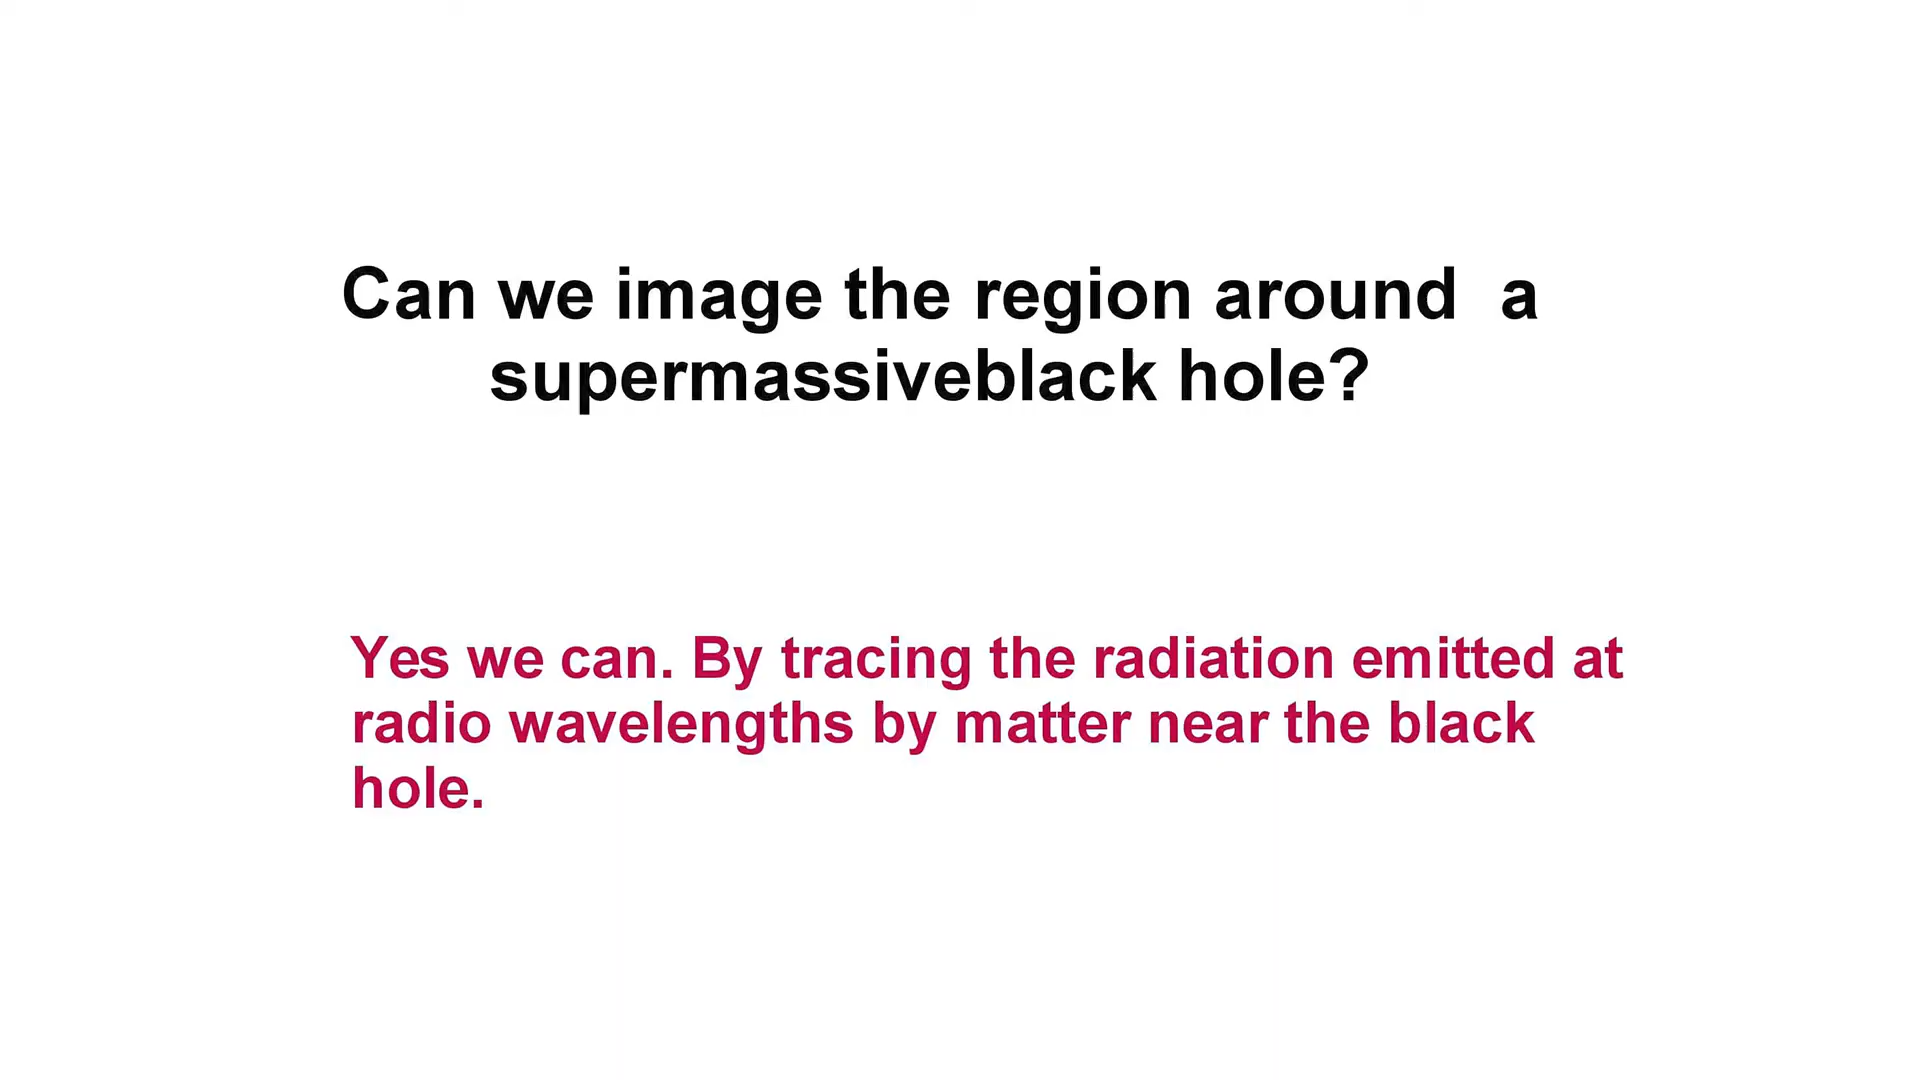 Can we image the region around  a
supermassiveblack hole?
Yes we can. By tracing the radiation emitted at
radio wavelengths by matter near the black
hole.